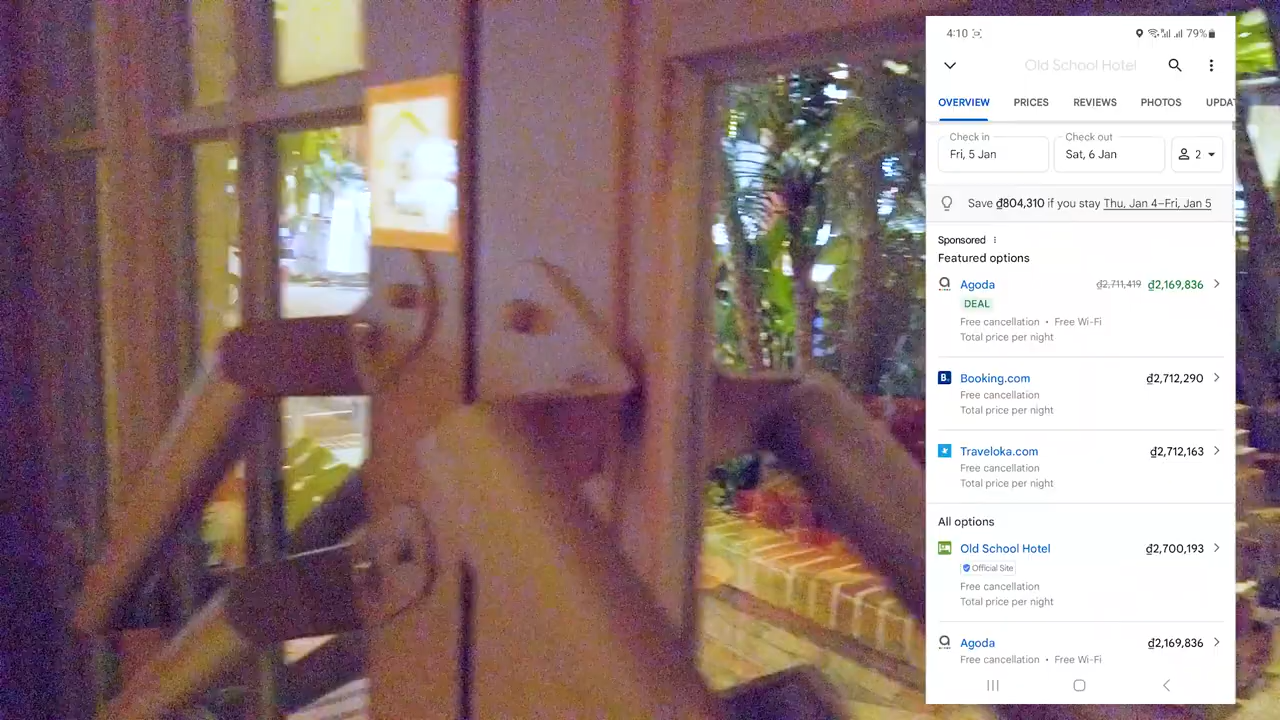 4:10
79%
Old School Hotel
OVERVIEW PRICES REVIEWS PHOTOS UPDAT
Check in Check out
Fri, 5 Jan Sat, 6 Jan 2
Save ₫804,310 if you stay Thu, Jan 4–Fri, Jan 5
Sponsored
Featured options
Agoda ₫2,711,419 ₫2,169,836
DEAL
Free cancellation • Free Wi-Fi
Total price per night
B. Booking.com ₫2,712,290
Free cancellation
Total price per night
Traveloka.com ₫2,712,163
Free cancellation
Total price per night
All options
Old School Hotel ₫2,700,193
Official Site
Free cancellation
Total price per night
Agoda ₫2,169,836
Free cancellation • Free Wi-Fi